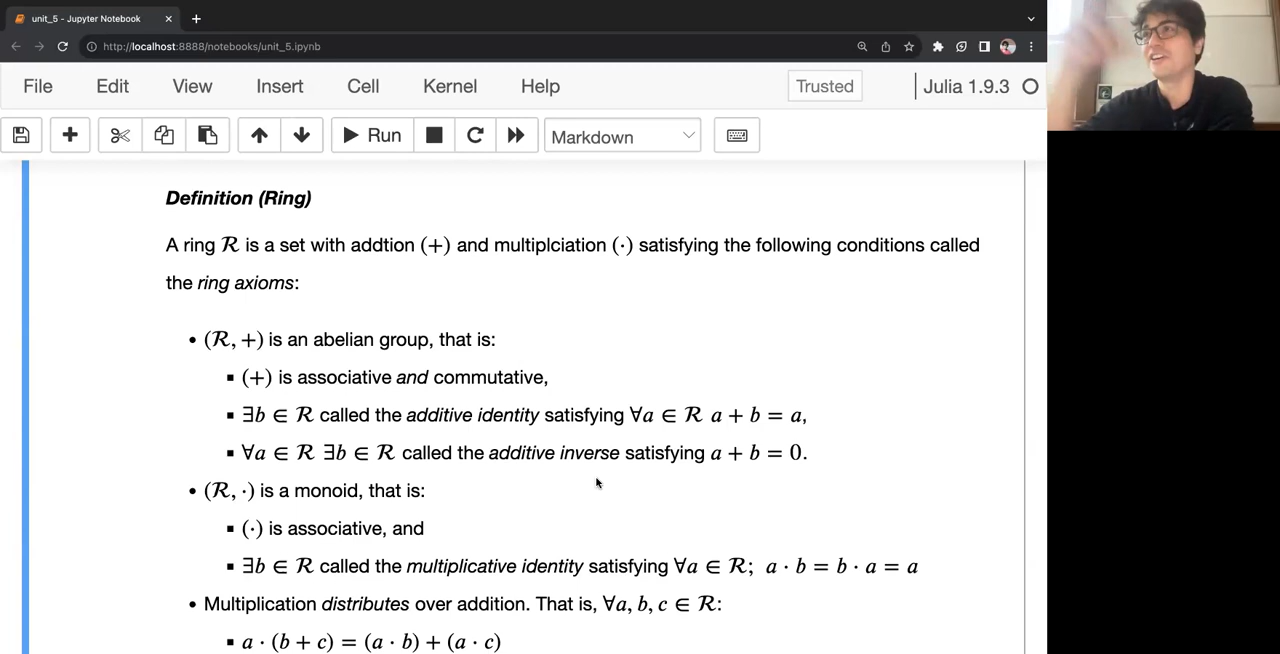 unit_5 - Jupyter Notebook
http://localhost:8888/notebooks/unit_5.ipynb
File Edit View Insert Cell Kernel Help Trusted Julia 1.9.3
Run Markdown
Definition (Ring)
A ring ℛ is a set with addtion (+) and multiplciation (·) satisfying the following conditions called
the ring axioms:
• (ℛ, +) is an abelian group, that is:
▪ (+) is associative and commutative,
▪ ∃b ∈ ℛ called the additive identity satisfying ∀a ∈ ℛ a + b = a,
▪ ∀a ∈ ℛ ∃b ∈ ℛ called the additive inverse satisfying a + b = 0.
• (ℛ, ·) is a monoid, that is:
▪ (·) is associative, and
▪ ∃b ∈ ℛ called the multiplicative identity satisfying ∀a ∈ ℛ; a · b = b · a = a
• Multiplication distributes over addition. That is, ∀a, b, c ∈ ℛ:
▪ a · (b + c) = (a · b) + (a · c)